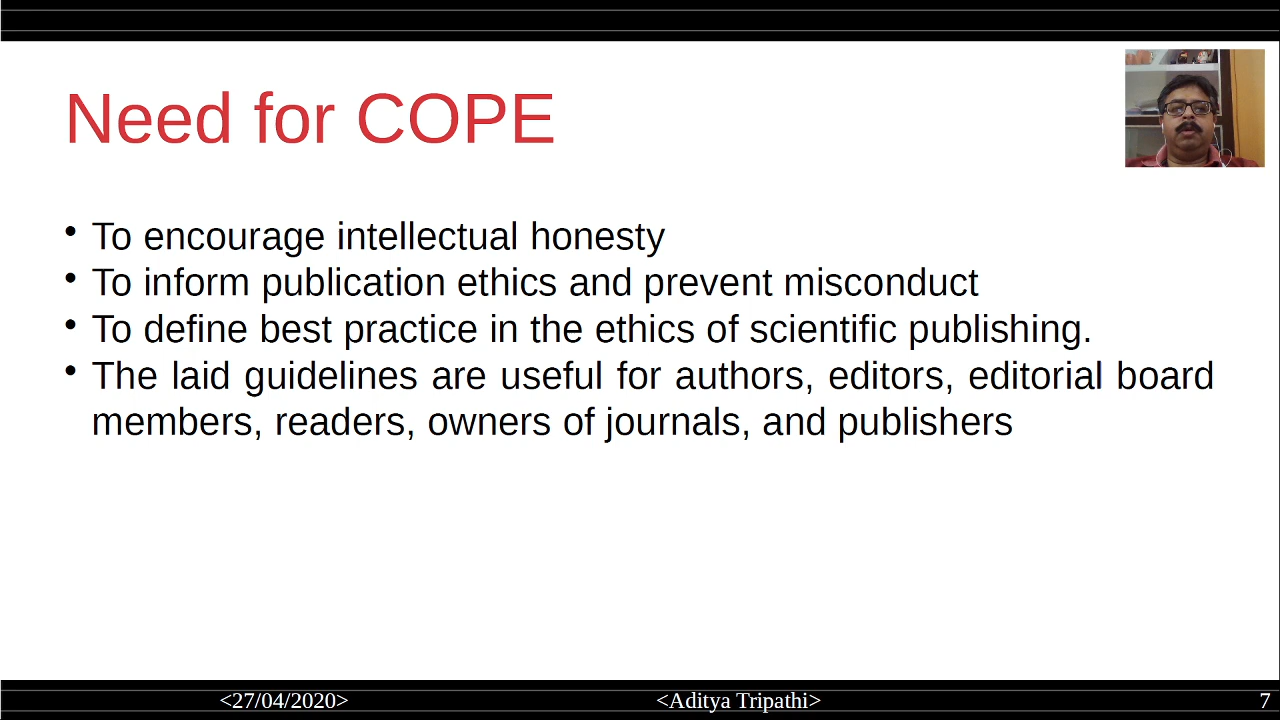 Need for COPE
• To encourage intellectual honesty
• To inform publication ethics and prevent misconduct
• To define best practice in the ethics of scientific publishing.
• The laid guidelines are useful for authors, editors, editorial board
members, readers, owners of journals, and publishers
<27/04/2020> <Aditya Tripathi> 7